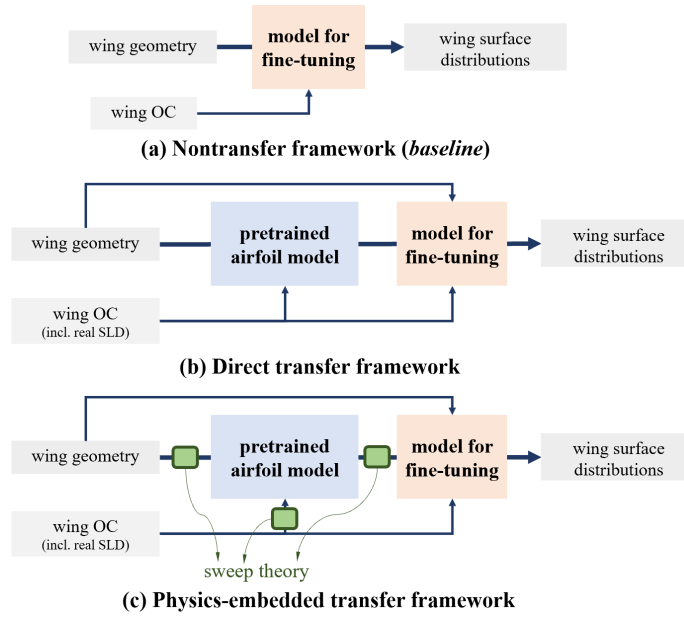 wing geometry
model for
fine-tuning
wing surface
distributions
wing OC
(a) Nontransfer framework (baseline)
wing geometry
pretrained
airfoil model
model for
fine-tuning
wing surface
distributions
wing OC
(incl. real SLD)
(b) Direct transfer framework
wing geometry
pretrained
airfoil model
model for
fine-tuning
wing surface
distributions
wing OC
(incl. real SLD)
sweep theory
(c) Physics-embedded transfer framework